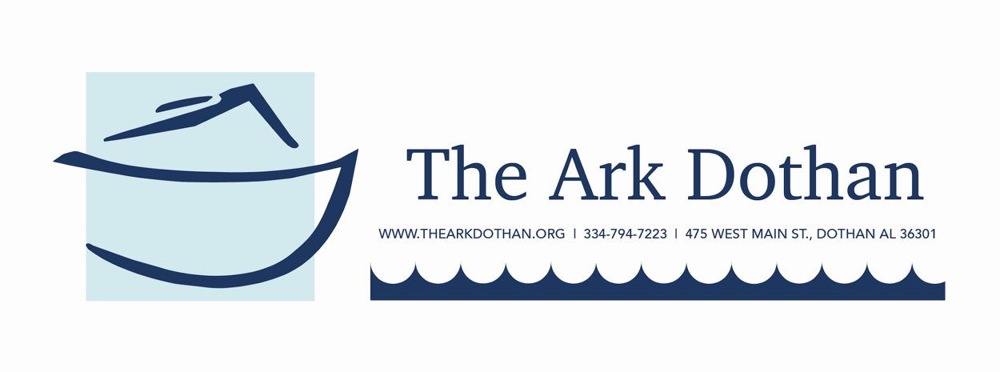 The Ark Dothan
WWW.THEARKDOTHAN.ORG | 334-794-7223 | 475 WEST MAIN ST., DOTHAN AL 36301